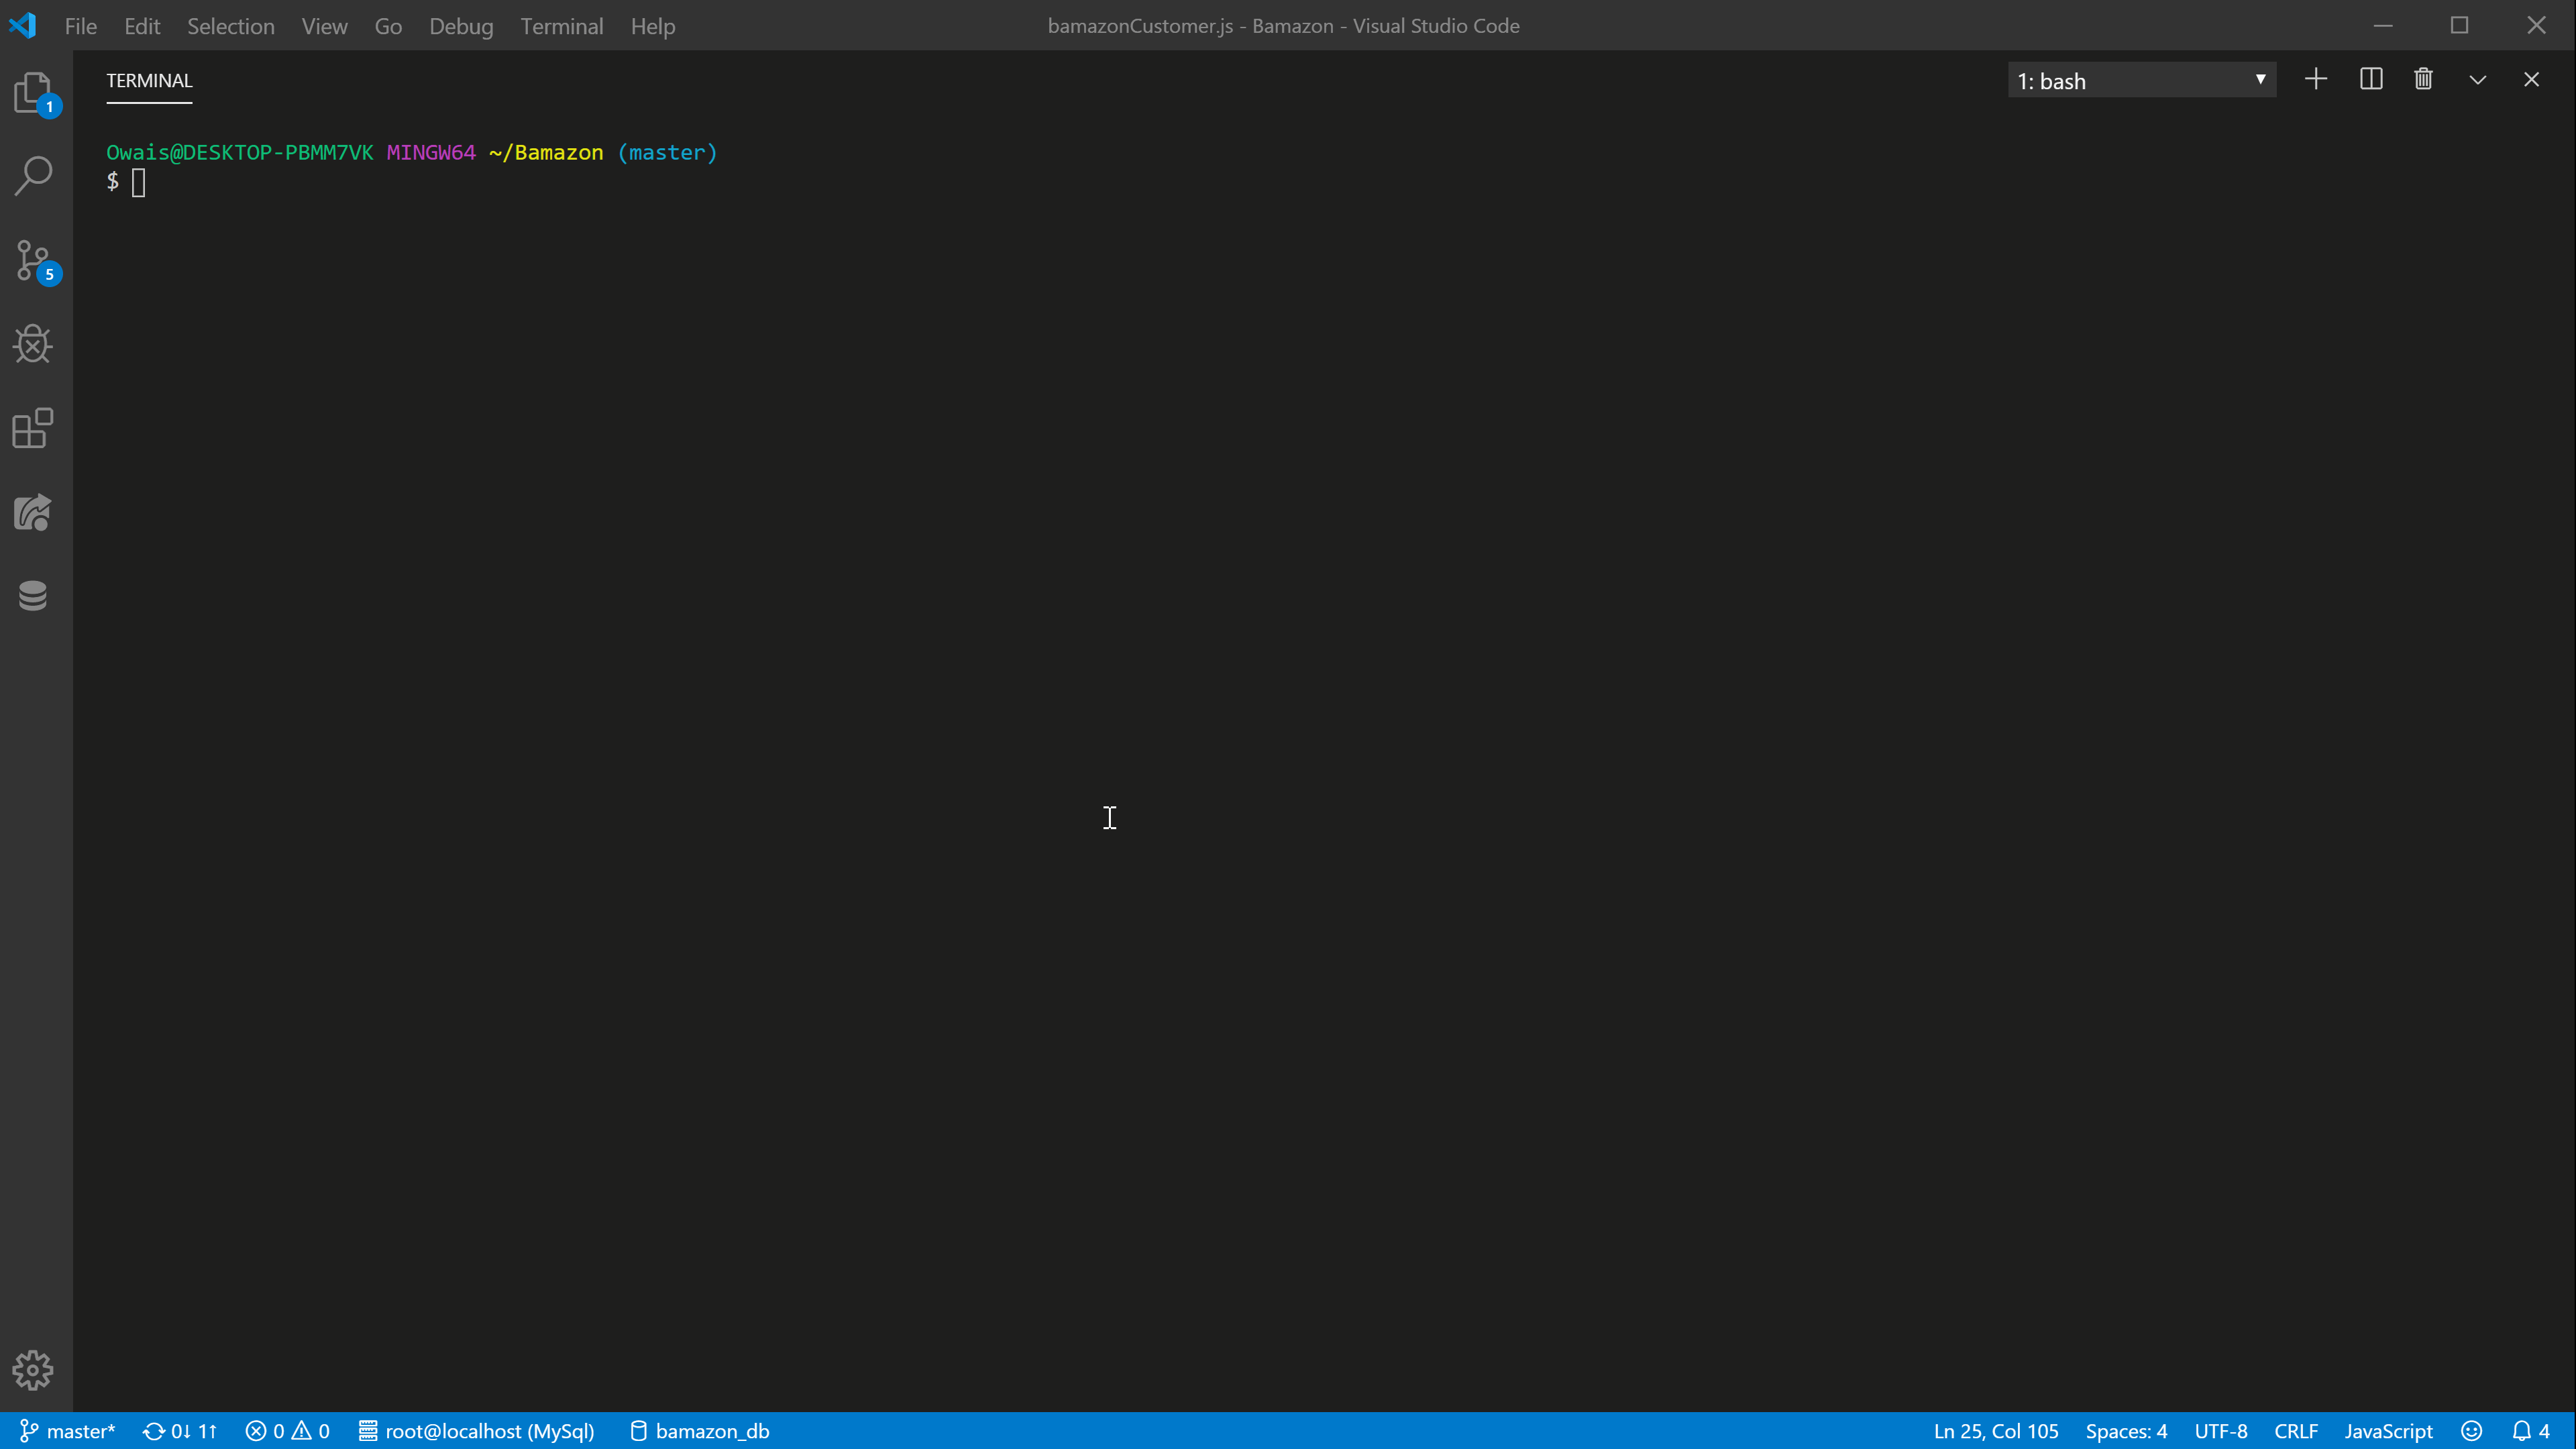 File Edit Selection View Go Debug Terminal Help bamazonCustomer.js - Bamazon - Visual Studio Code
TERMINAL 1: bash
1
Owais@DESKTOP-PBMM7VK MINGW64 ~/Bamazon (master)
$
5
master* 0↓ 1↑ 0 0 root@localhost (MySql) bamazon_db Ln 25, Col 105 Spaces: 4 UTF-8 CRLF JavaScript 4